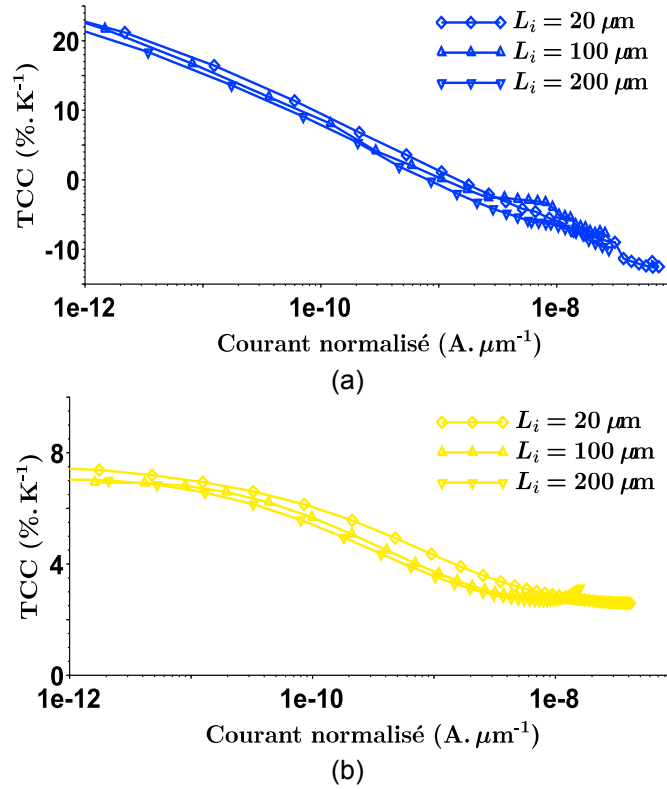 TCC (%. K⁻¹)
20
10
0
-10
L_i = 20 μm
L_i = 100 μm
L_i = 200 μm
1e-12
1e-10
1e-8
Courant normalisé (A. μm⁻¹)
(a)
TCC (%. K⁻¹)
8
4
0
L_i = 20 μm
L_i = 100 μm
L_i = 200 μm
1e-12
1e-10
1e-8
Courant normalisé (A. μm⁻¹)
(b)